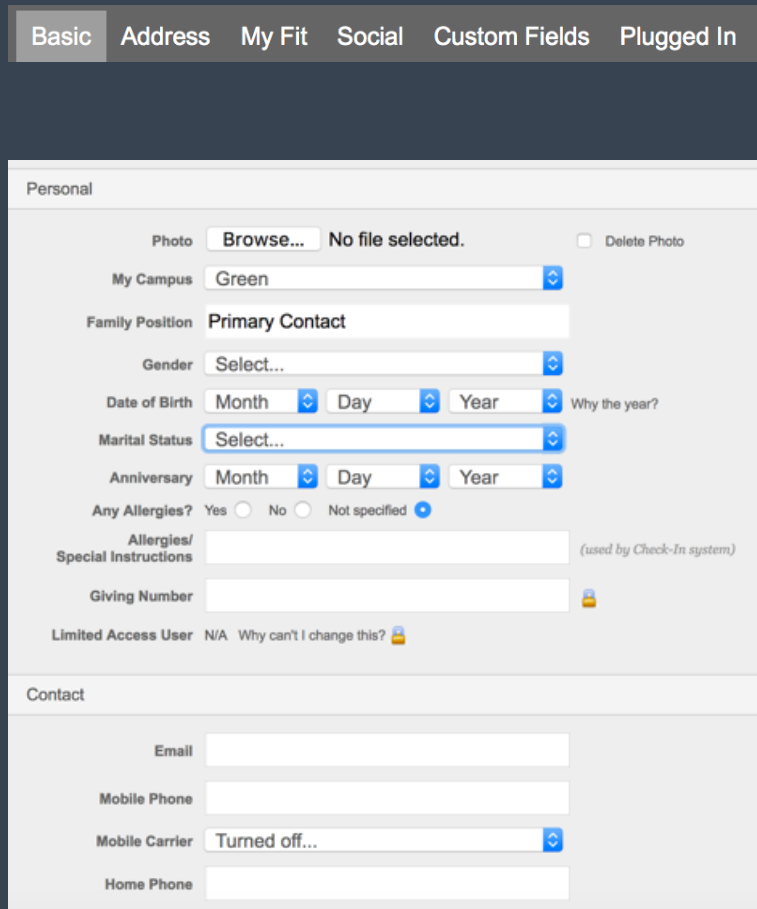 Basic Address My Fit Social Custom Fields Plugged In
Personal
Photo Browse... No file selected. Delete Photo
My Campus Green
Family Position Primary Contact
Gender Select...
Date of Birth Month Day Year Why the year?
Marital Status Select...
Anniversary Month Day Year
Any Allergies? Yes No Not specified
Allergies/
Special Instructions (used by Check-In system)
Giving Number
Limited Access User N/A Why can't I change this?
Contact
Email
Mobile Phone
Mobile Carrier Turned off...
Home Phone